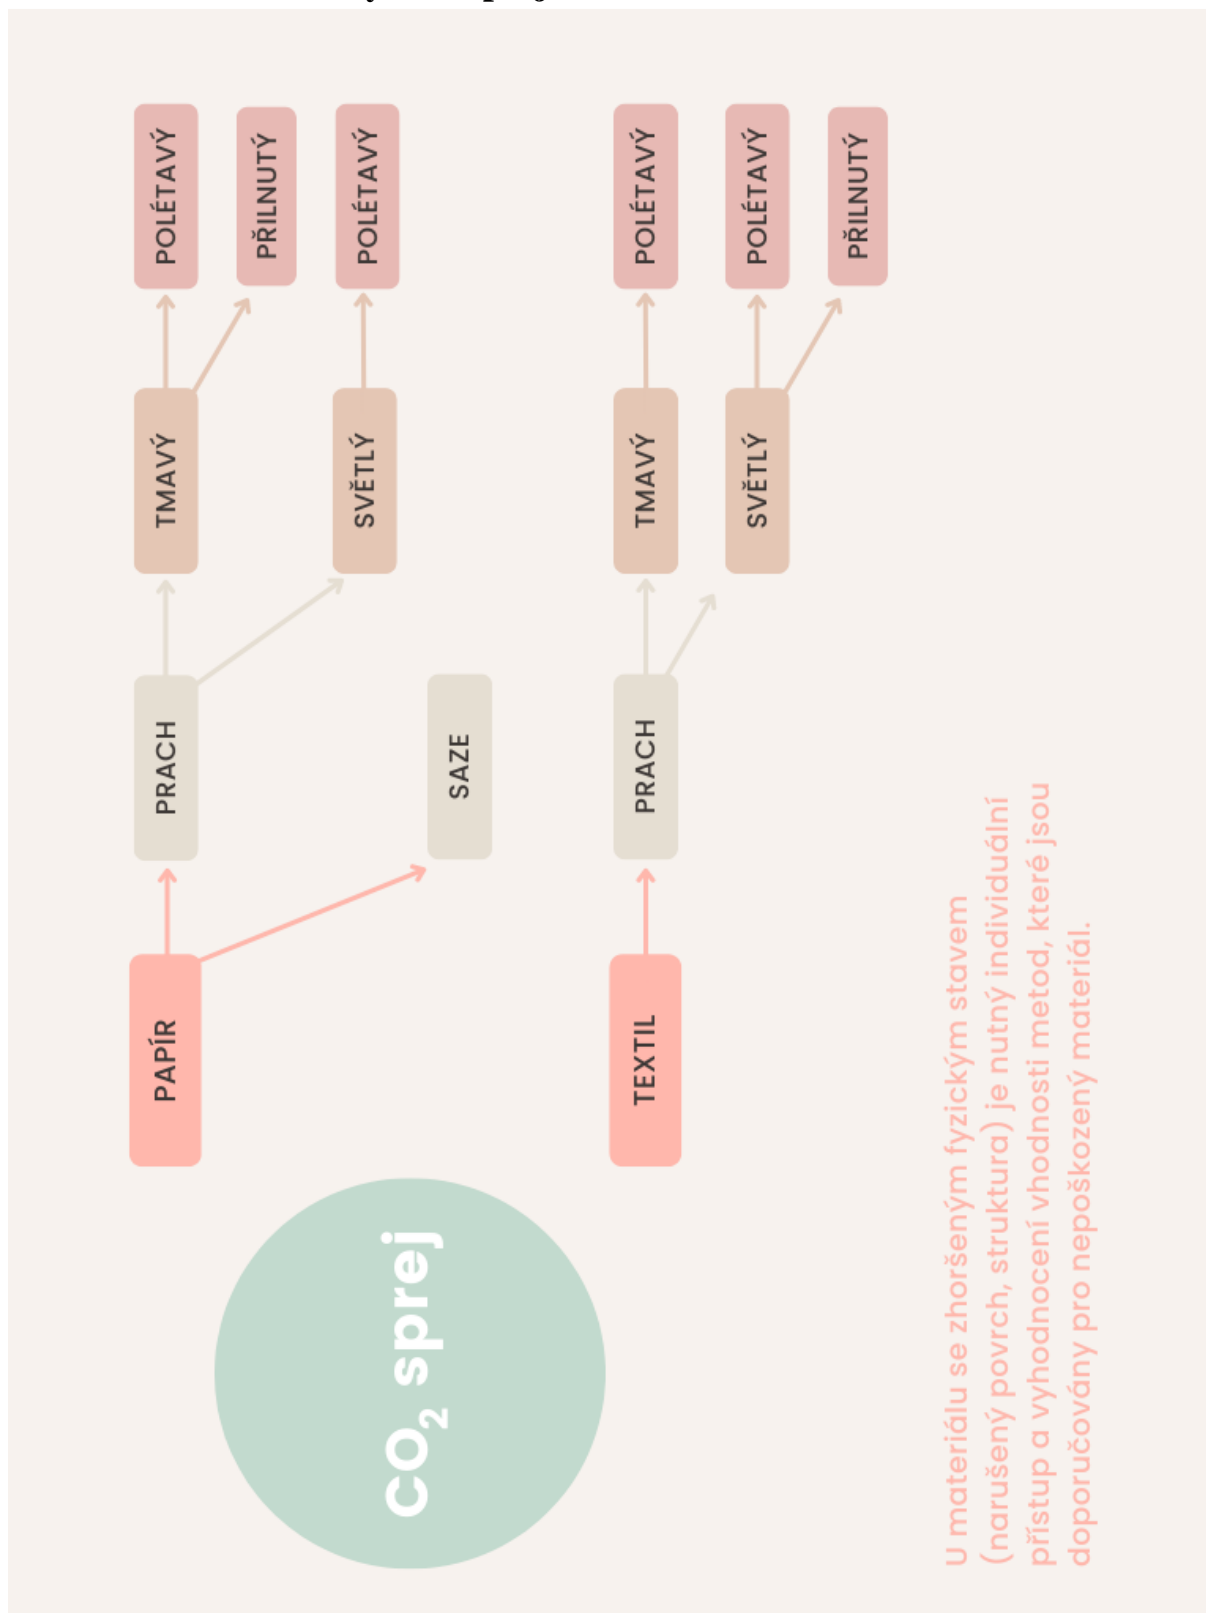 CO₂ sprej
PAPÍR
PRACH
TMAVÝ
POLÉTAVÝ
PŘILNUTÝ
SVĚTLÝ
POLÉTAVÝ
SAZE
TEXTIL
PRACH
TMAVÝ
POLÉTAVÝ
SVĚTLÝ
POLÉTAVÝ
PŘILNUTÝ
U materiálu se zhoršeným fyzickým stavem
(narušený povrch, struktura) je nutný individuální
přístup a vyhodnocení vhodnosti metod, které jsou
doporučovány pro nepoškozený materiál.